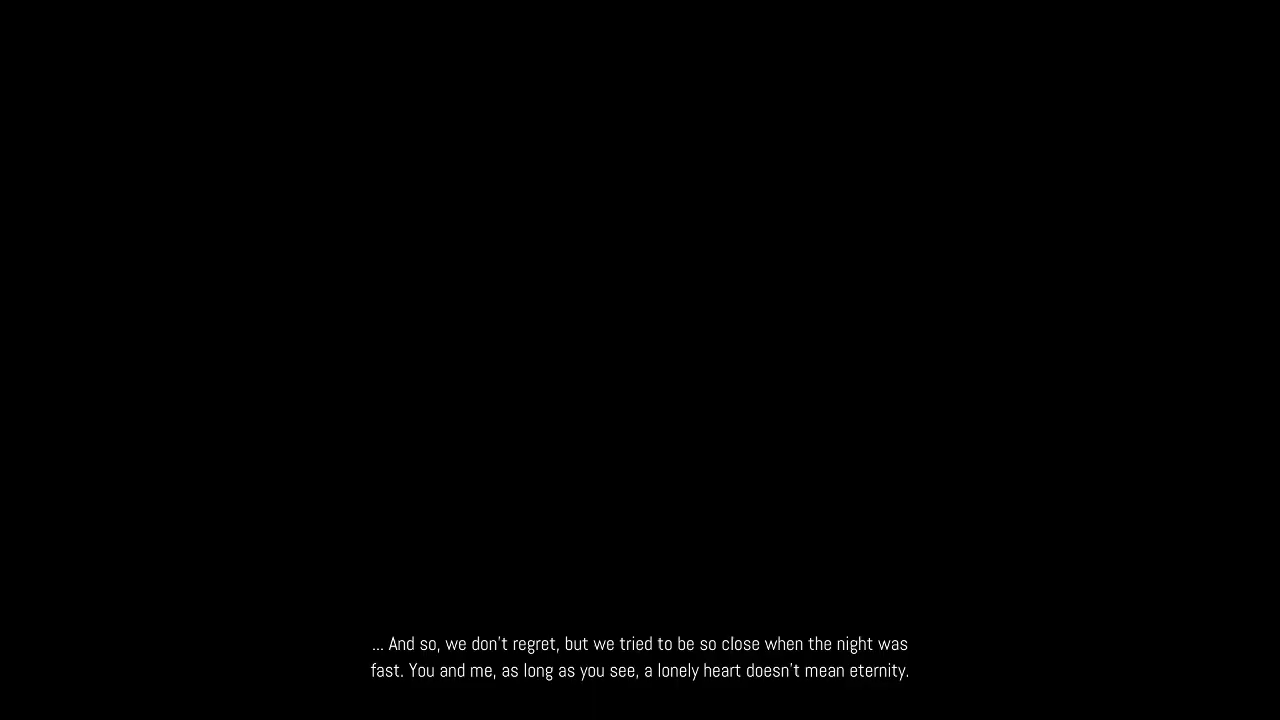 ... And so, we don't regret, but we tried to be so close when the night was
fast. You and me, as long as you see, a lonely heart doesn't mean eternity.